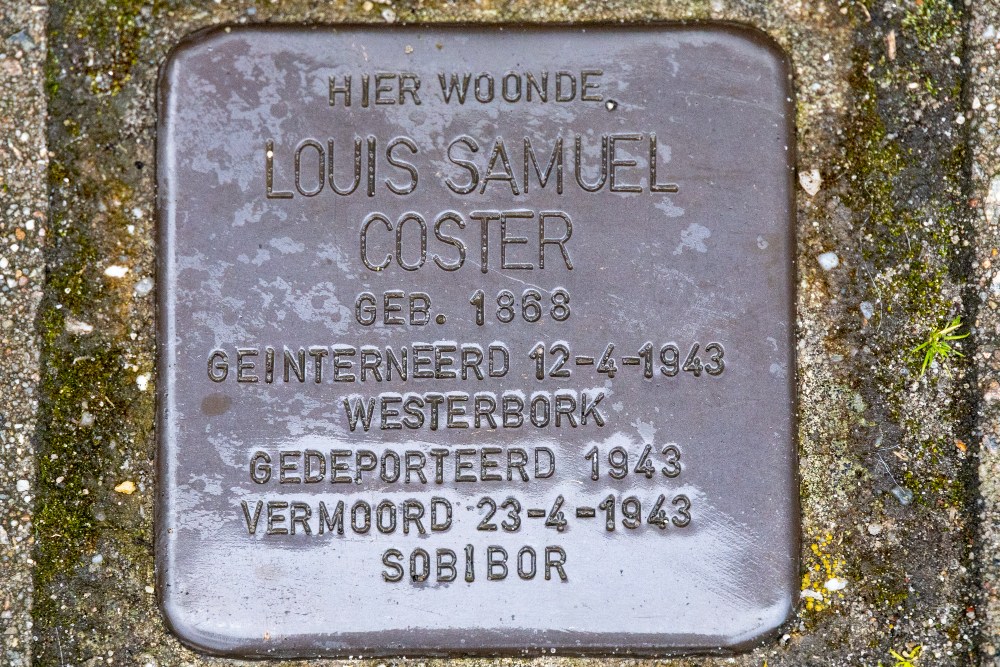 HIER WOONDE
LOUIS SAMUEL
COSTER
GEB. 1868
GEINTERNEERD 12-4-1943
WESTERBORK
GEDEPORTEERD 1943
VERMOORD 23-4-1943
SOBIBOR